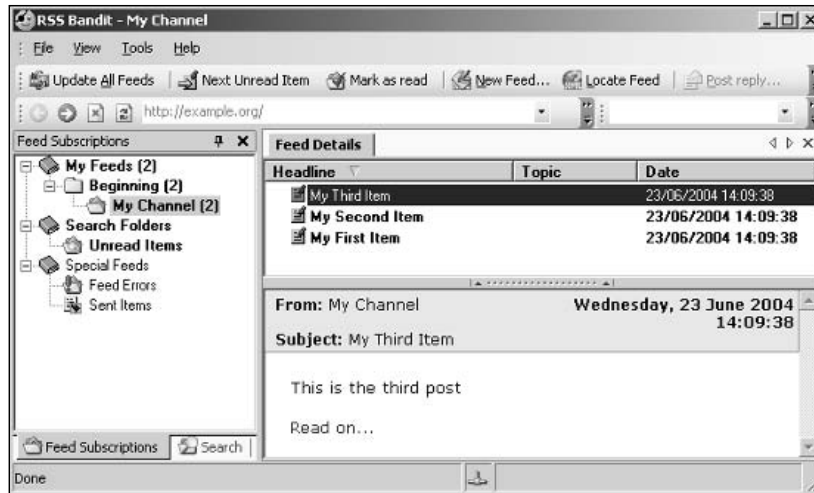 RSS Bandit - My Channel
File View Tools Help
Update All Feeds Next Unread Item Mark as read New Feed... Locate Feed Post reply...
http://example.org/
Feed Subscriptions
My Feeds (2)
Beginning (2)
My Channel (2)
Search Folders
Unread Items
Special Feeds
Feed Errors
Sent Items
Feed Subscriptions Search
Feed Details
Headline Topic Date
My Third Item 23/06/2004 14:09:38
My Second Item 23/06/2004 14:09:38
My First Item 23/06/2004 14:09:38
From: My Channel Wednesday, 23 June 2004
14:09:38
Subject: My Third Item
This is the third post
Read on...
Done